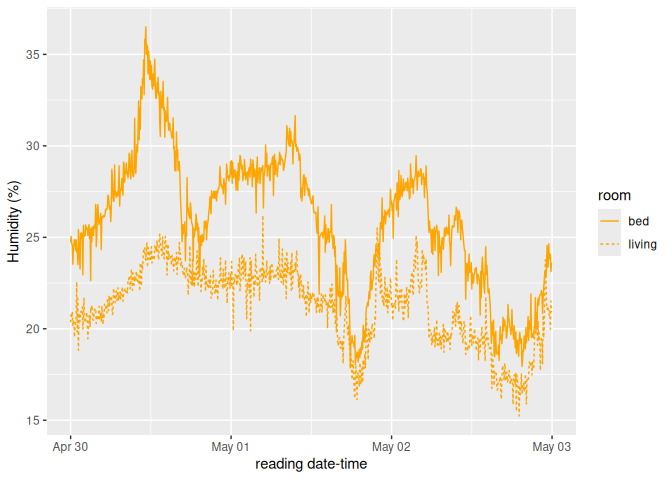 35
30
25
20
15
Humidity (%)
Apr 30
May 01
May 02
May 03
reading date-time
room
bed
living